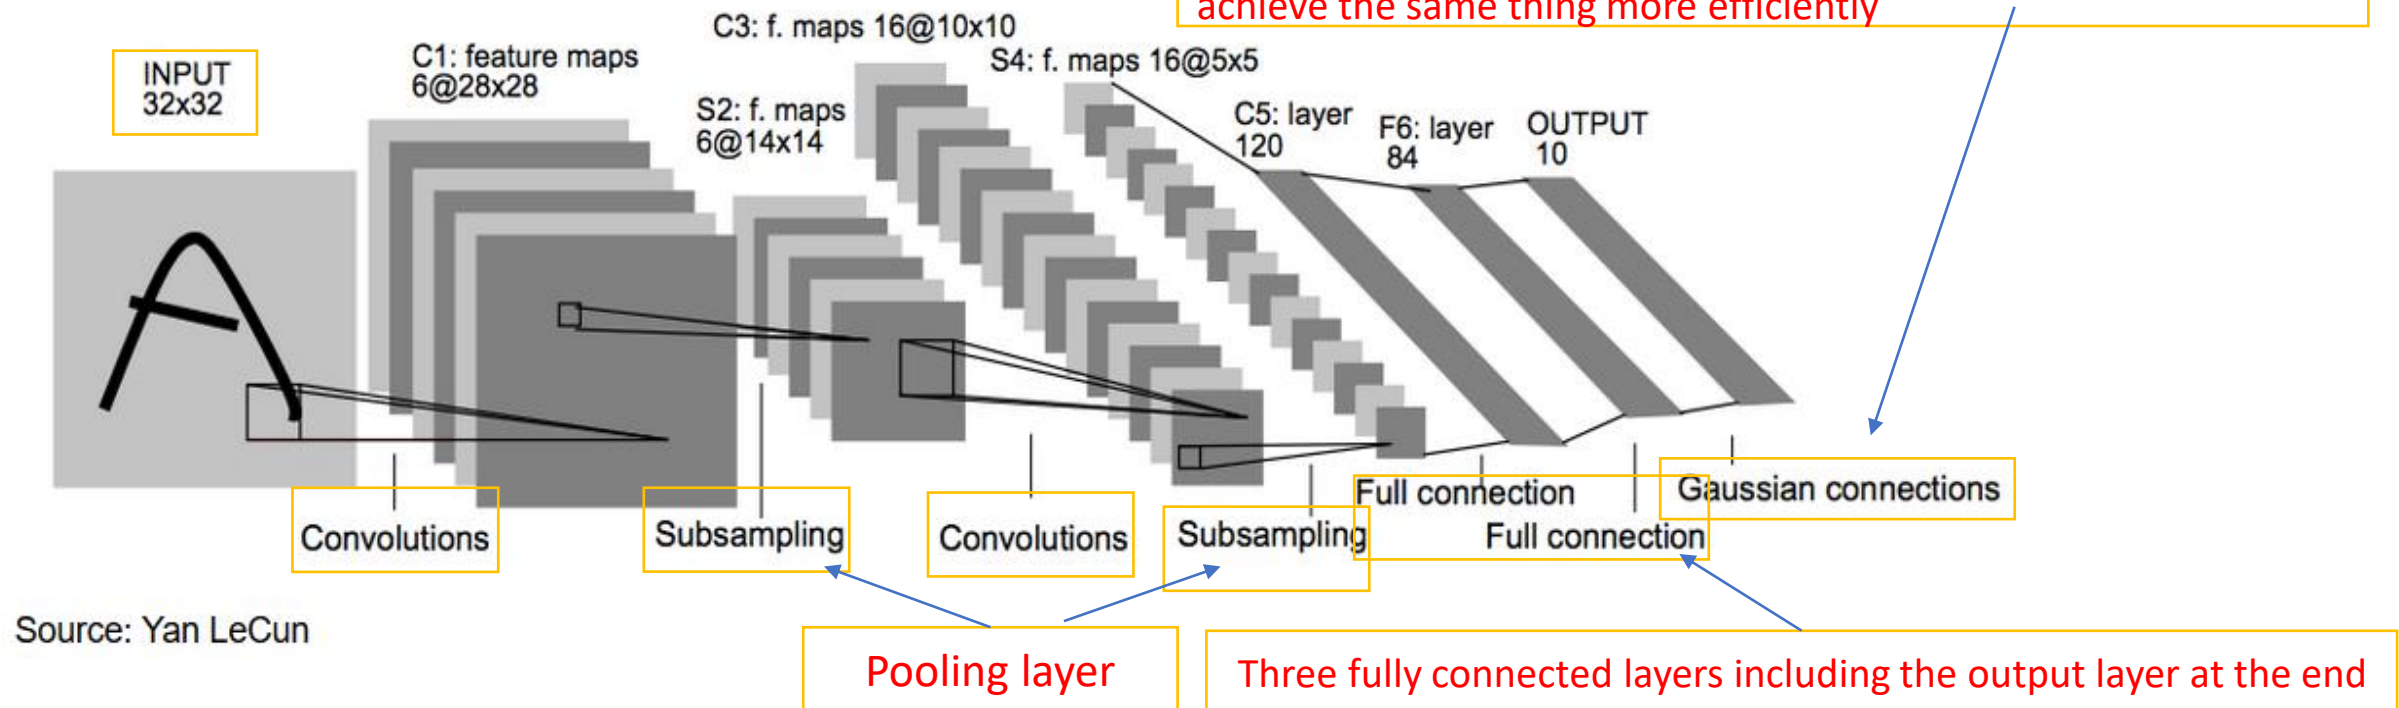 achieve the same thing more efficiently
C3: f. maps 16@10x10
C1: feature maps
6@28x28
S4: f. maps 16@5x5
INPUT
32x32
S2: f. maps
6@14x14
C5: layer
120
F6: layer
84
OUTPUT
10
Convolutions
Subsampling
Convolutions
Subsampling
Full connection
Full connection
Gaussian connections
Source: Yan LeCun
Pooling layer
Three fully connected layers including the output layer at the end